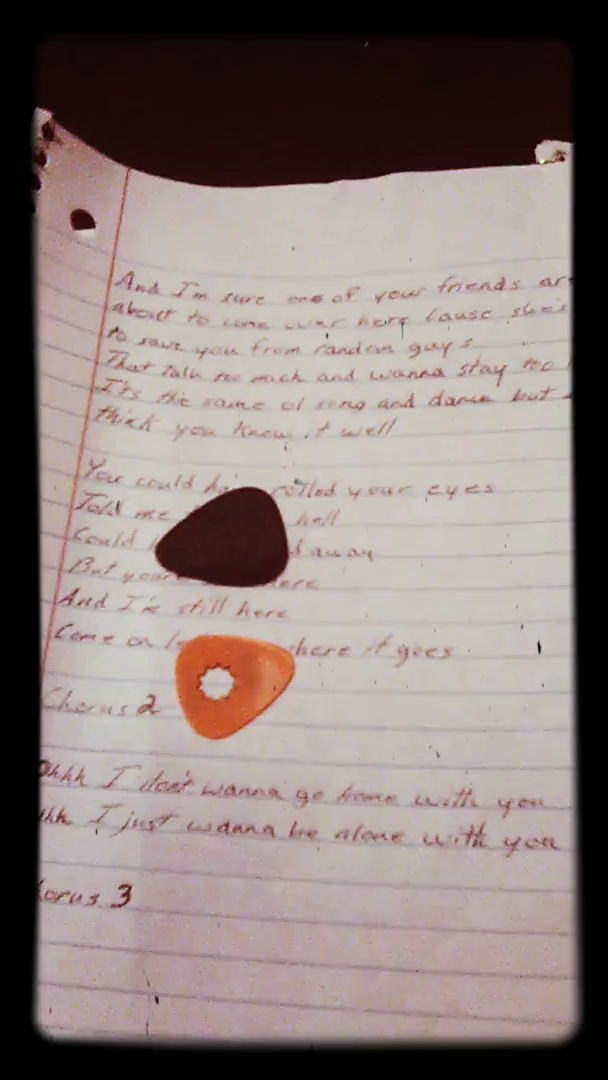 And I'm sure one of your friends are
about to come over here cause she's
to save you from random guys
That talk too much and wanna stay too
It's the same ol song and dance but
think you know it well
You could have rolled your eyes
Told me hell
Could away
But your here
And I'm still here
Come on where it goes
Chorus 2
Ohhh I don't wanna go home with you
Ohhh I just wanna be alone with you
Chorus 3